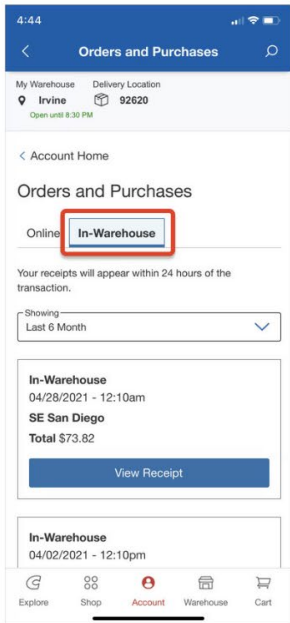 4:44
Orders and Purchases
My Warehouse Delivery Location
Irvine 92620
Open until 8:30 PM
< Account Home
Orders and Purchases
Online In-Warehouse
Your receipts will appear within 24 hours of the
transaction.
Showing
Last 6 Month
In-Warehouse
04/28/2021 - 12:10am
SE San Diego
Total $73.82
View Receipt
In-Warehouse
04/02/2021 - 12:10pm
Explore Shop Account Warehouse Cart